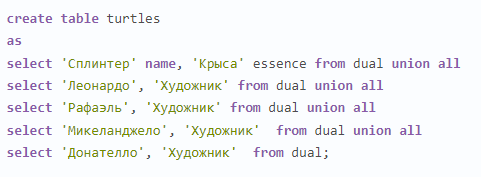 create table turtles
as
select 'Сплинтер' name, 'Крыса' essence from dual union all
select 'Леонардо', 'Художник' from dual union all
select 'Рафаэль', 'Художник' from dual union all
select 'Микеланджело', 'Художник'  from dual union all
select 'Донателло', 'Художник'  from dual;